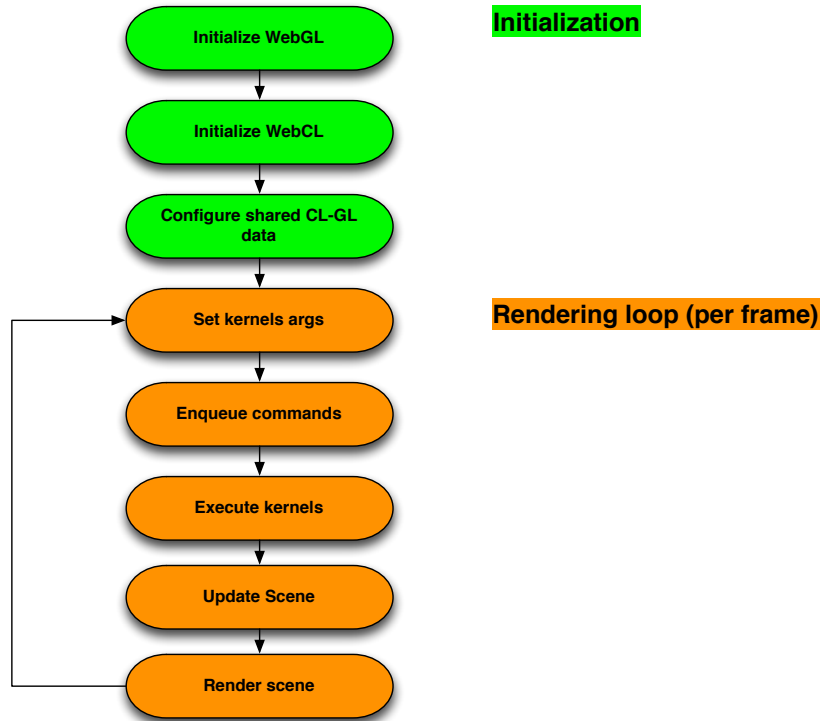 Initialize WebGL
Initialization
Initialize WebCL
Configure shared CL-GL
data
Set kernels args
Rendering loop (per frame)
Enqueue commands
Execute kernels
Update Scene
Render scene